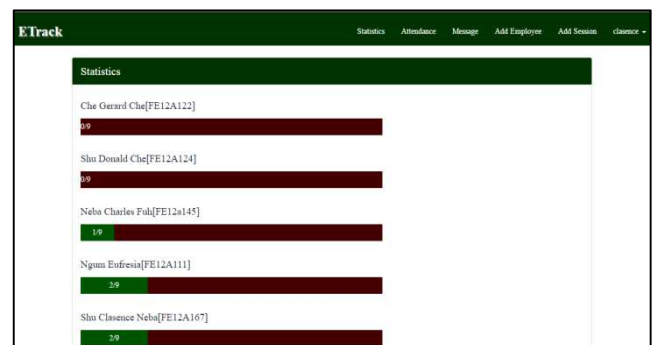 ETrack
Statistics Attendance Message Add Employee Add Session clasence
Statistics
Che Gerard Che[FE12A122]
0/9
Shu Donald Che[FE12A124]
0/9
Neba Charles Fuh[FE12a145]
1/9
Ngum Eufresia[FE12A111]
2/9
Shu Clasence Neba[FE12A167]
2/9